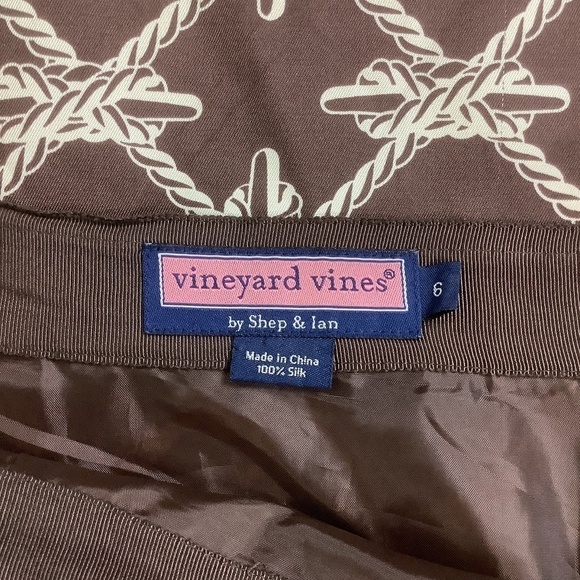 vineyard vines®
by Shep & Ian
6
Made in China
100% Silk